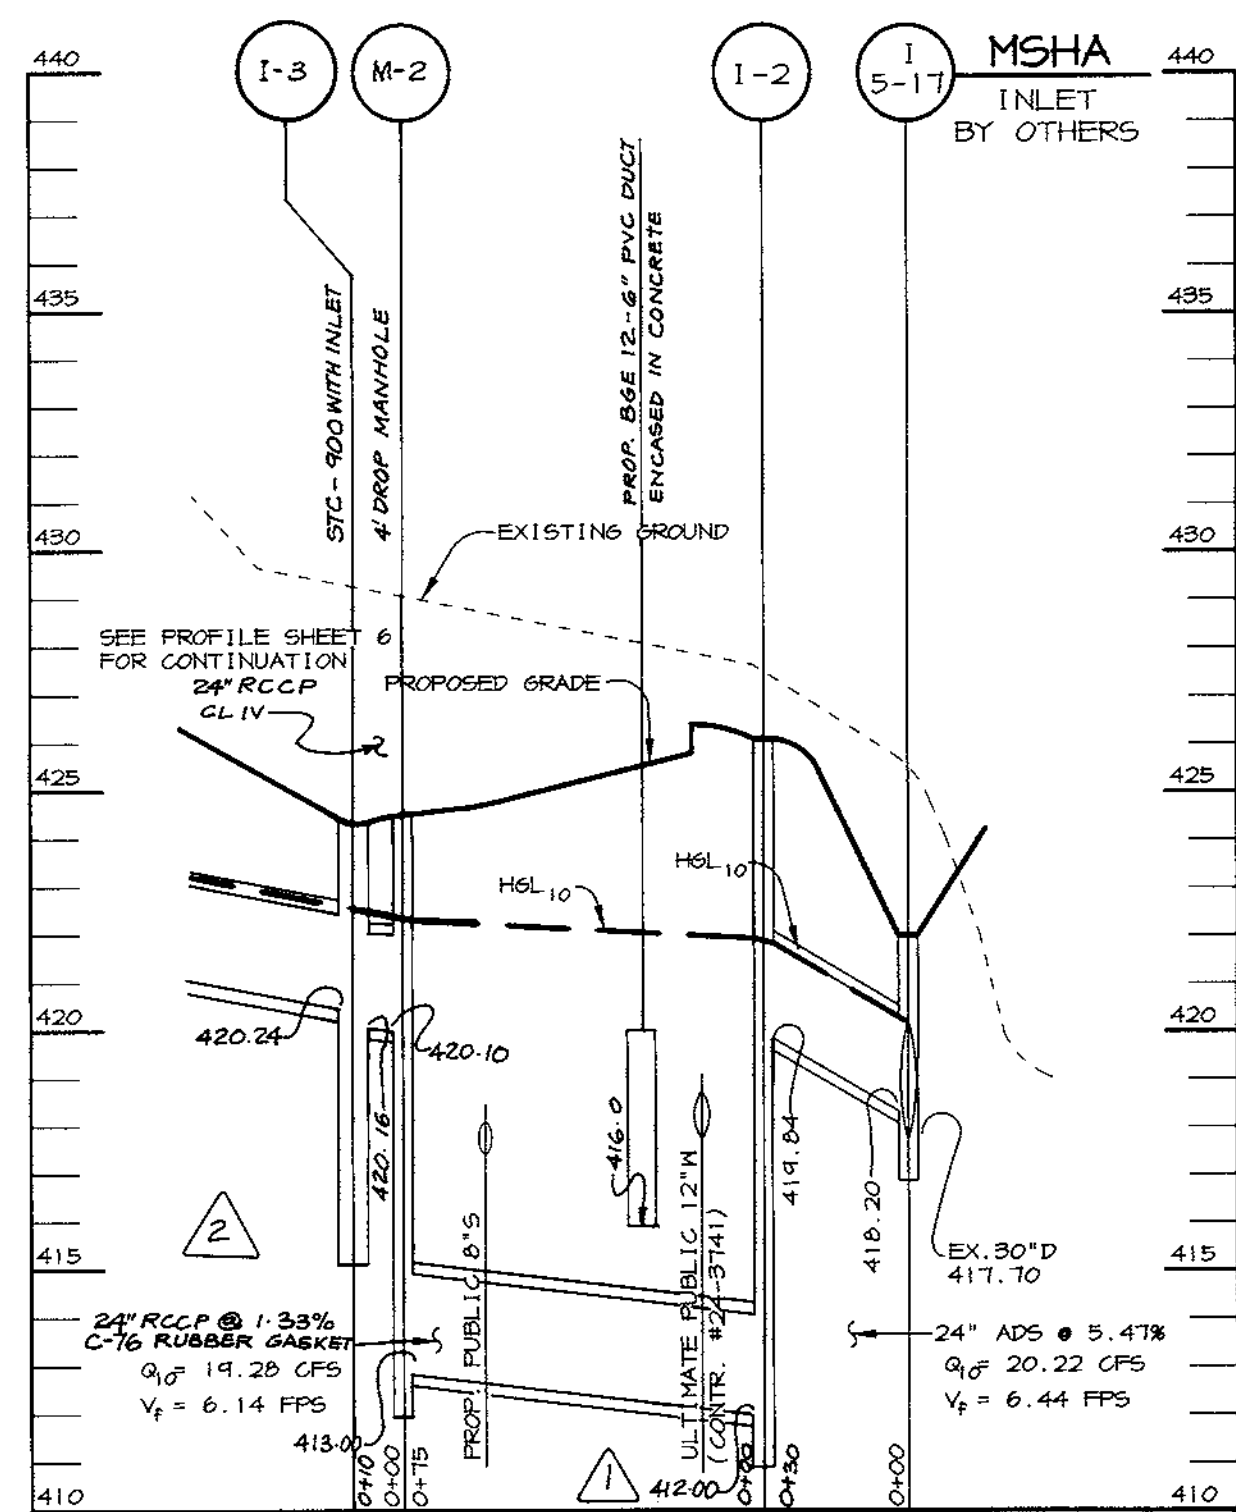 440
I-3
M-2
I-2
I
5-17
MSHA
INLET
BY OTHERS
440
435
STC-900 WITH INLET
4' DROP MANHOLE
PROP. BGE 12-6" PVC DUCT
ENCASED IN CONCRETE
435
430
EXISTING GROUND
430
SEE PROFILE SHEET 6
FOR CONTINUATION
24" RCCP
CL IV
PROPOSED GRADE
425
425
HGL10
HGL10
420
420.24
420.16
420.10
416.0
419.84
418.20
420
2
PROP. PUBLIC 8"S
ULTIMATE PUBLIC 12"W
(CONTR. #24-3741)
415
EX. 30"D
417.70
415
24" RCCP @ 1.33%
C-76 RUBBER GASKET
Q10= 19.28 CFS
Vf = 6.14 FPS
24" ADS @ 5.47%
Q10= 20.22 CFS
Vf = 6.44 FPS
413.00
1
412.00
410
0+10
0+00
0+75
0+00
0+30
0+00
410